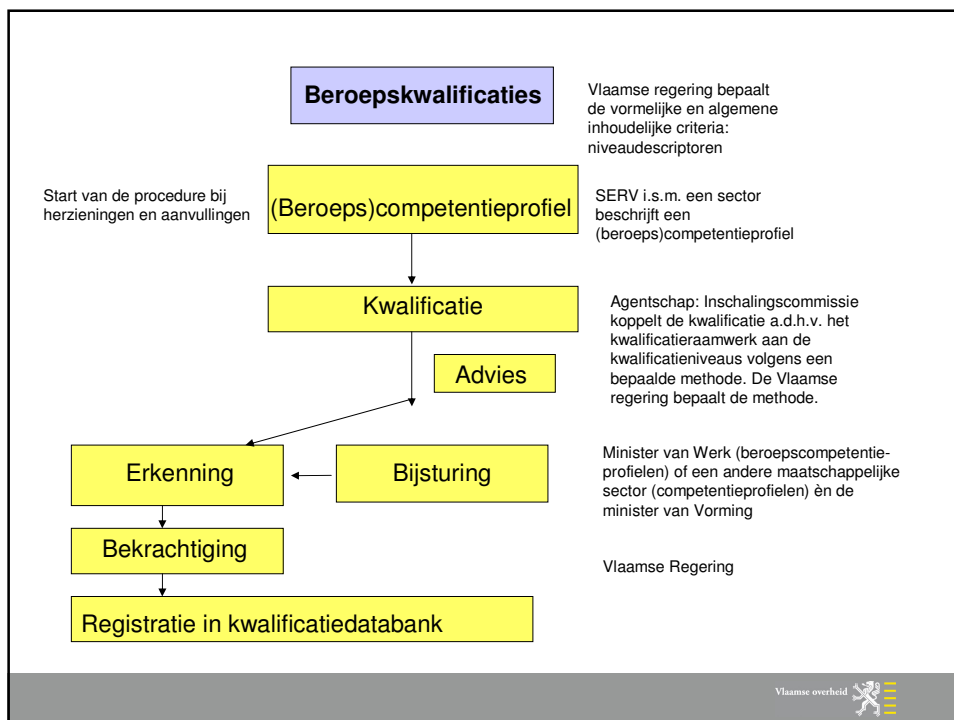 Beroepskwalificaties
Vlaamse regering bepaalt
de vormelijke en algemene
inhoudelijke criteria:
niveaudescriptoren
Start van de procedure bij
herzieningen en aanvullingen
(Beroeps)competentieprofiel
SERV i.s.m. een sector
beschrijft een
(beroeps)competentieprofiel
Kwalificatie
Agentschap: Inschalingscommissie
koppelt de kwalificatie a.d.h.v. het
kwalificatieraamwerk aan de
kwalificatieniveaus volgens een
bepaalde methode. De Vlaamse
regering bepaalt de methode.
Advies
Erkenning
Bijsturing
Minister van Werk (beroepscompetentie-
profielen) of een andere maatschappelijke
sector (competentieprofielen) èn de
minister van Vorming
Bekrachtiging
Vlaamse Regering
Registratie in kwalificatiedatabank
Vlaamse overheid